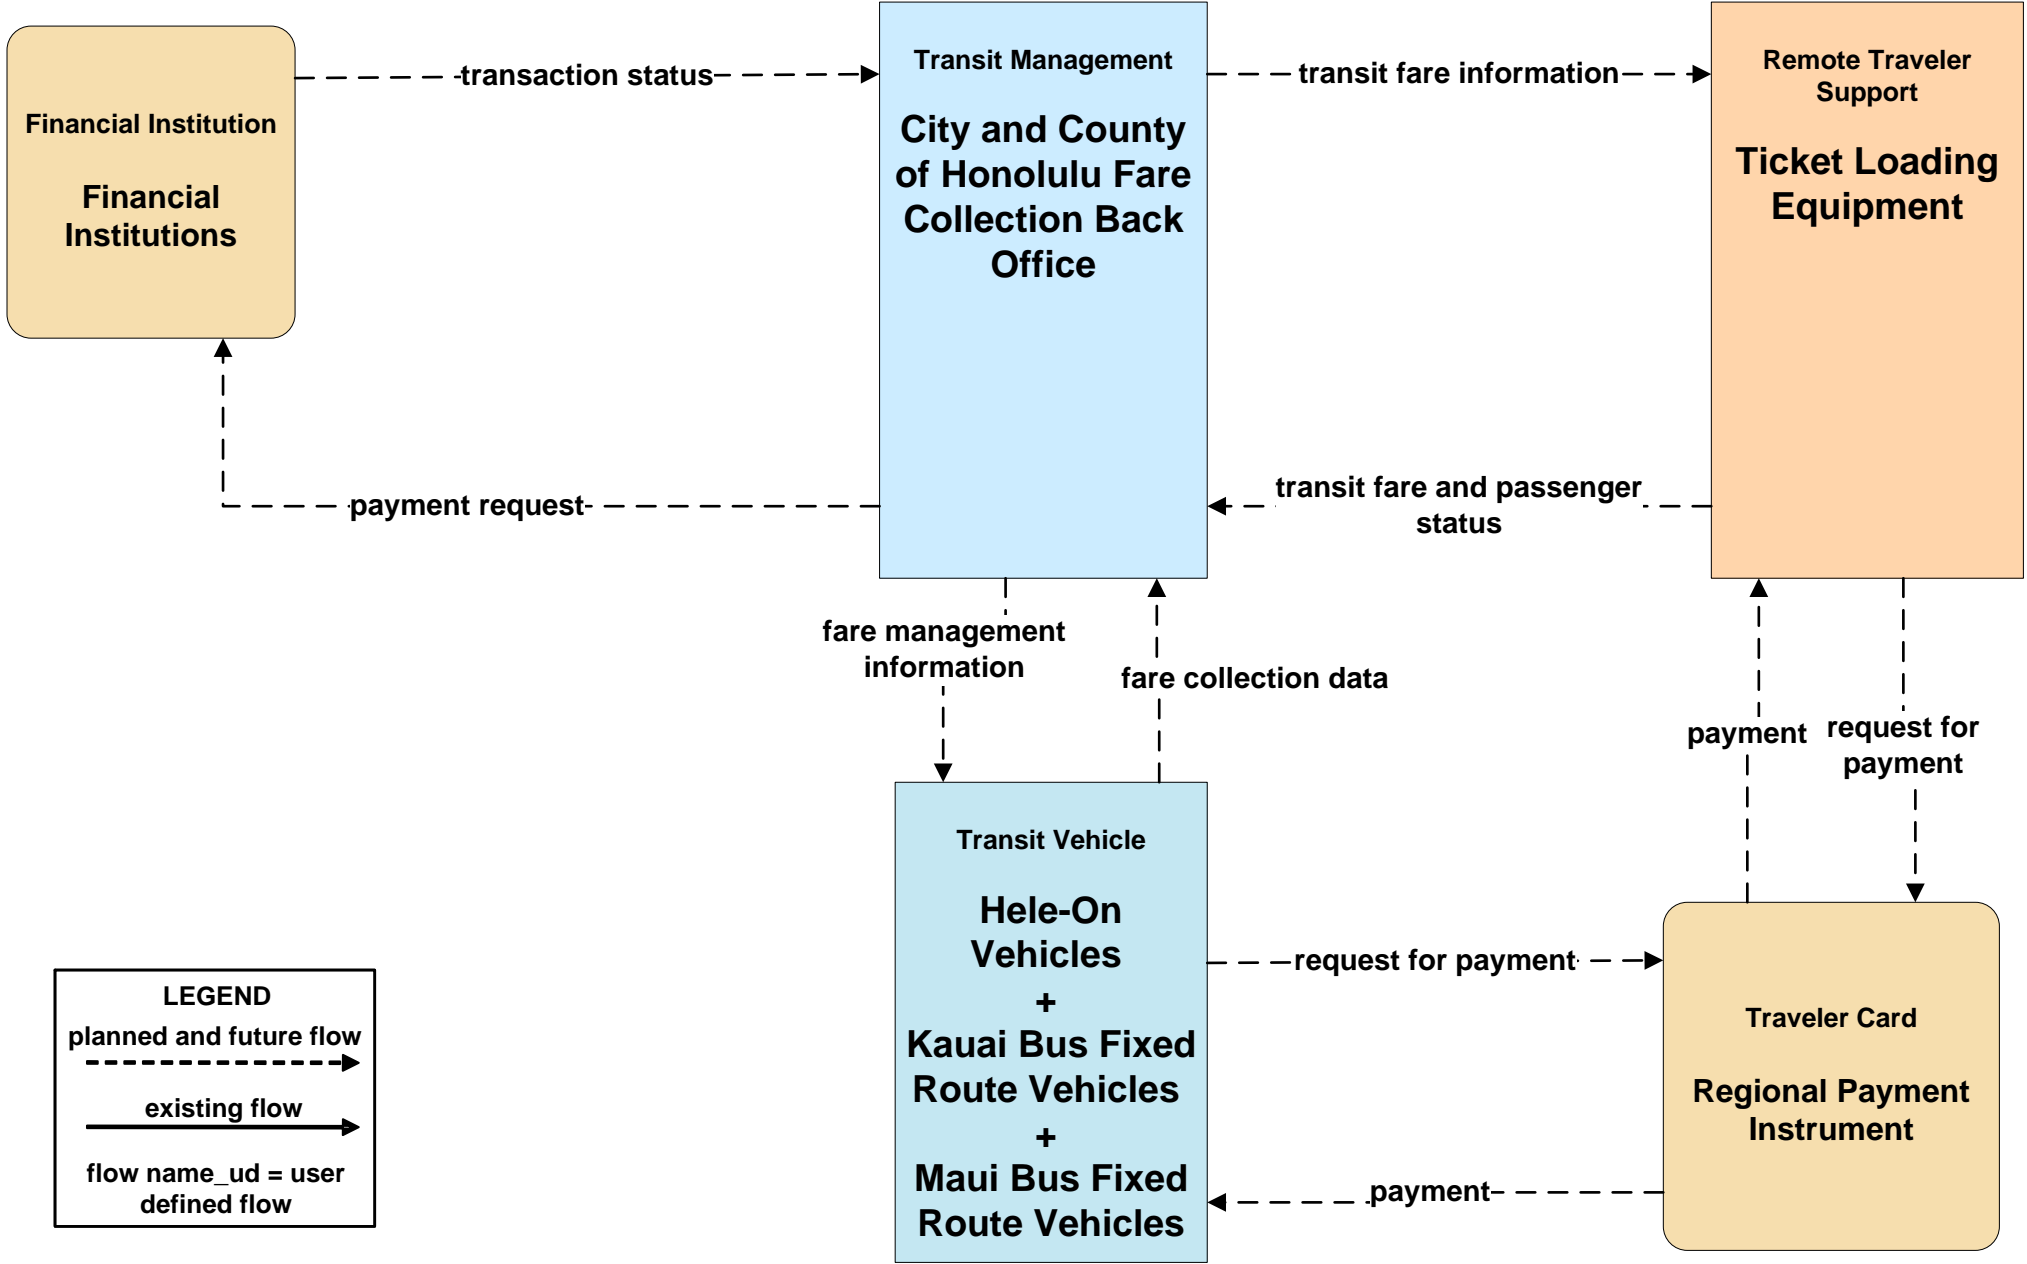 Financial Institution
Financial
Institutions
transaction status
Transit Management
City and County
of Honolulu Fare
Collection Back
Office
transit fare information
Remote Traveler
Support
Ticket Loading
Equipment
payment request
transit fare and passenger
status
fare management
information
fare collection data
payment
request for
payment
Transit Vehicle
Hele-On
Vehicles
+
Kauai Bus Fixed
Route Vehicles
+
Maui Bus Fixed
Route Vehicles
request for payment
payment
Traveler Card
Regional Payment
Instrument
LEGEND
planned and future flow
existing flow
flow name_ud = user
defined flow